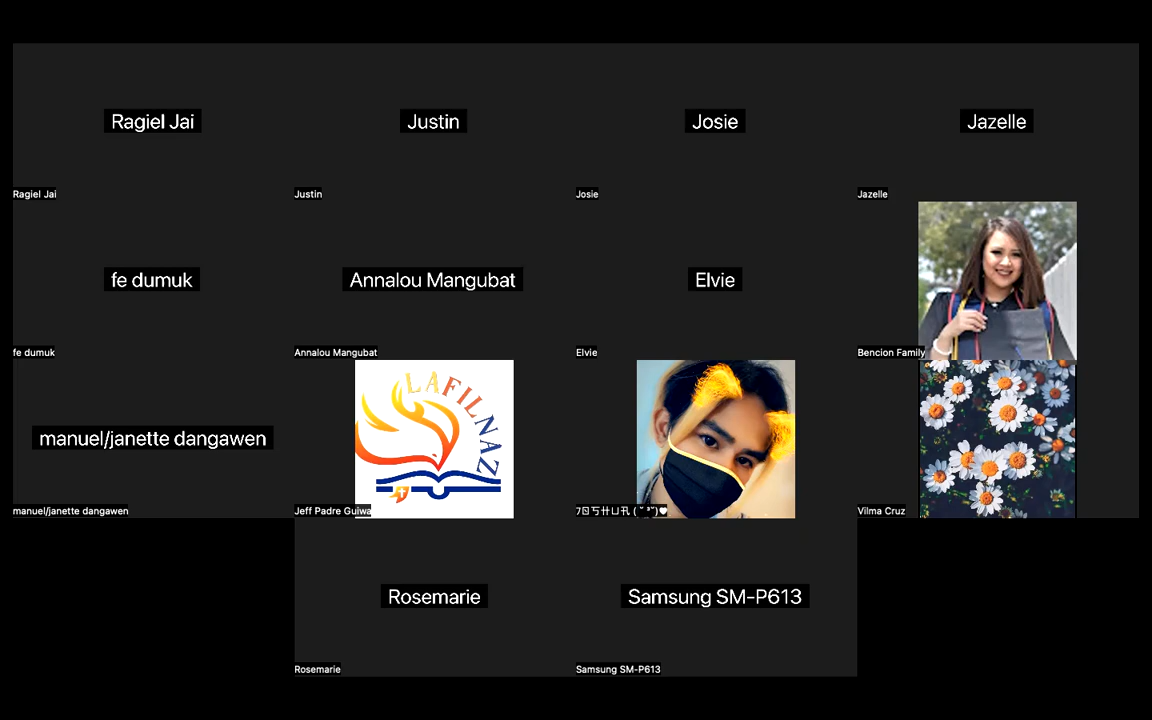 Ragiel Jai
Justin
Josie
Jazelle
Ragiel Jai
Justin
Josie
Jazelle
fe dumuk
Annalou Mangubat
Elvie
fe dumuk
Annalou Mangubat
Elvie
Bencion Family
manuel/janette dangawen
LAFILNAZ
manuel/janette dangawen
Jeff Padre Guiwa
Vilma Cruz
Rosemarie
Samsung SM-P613
Rosemarie
Samsung SM-P613